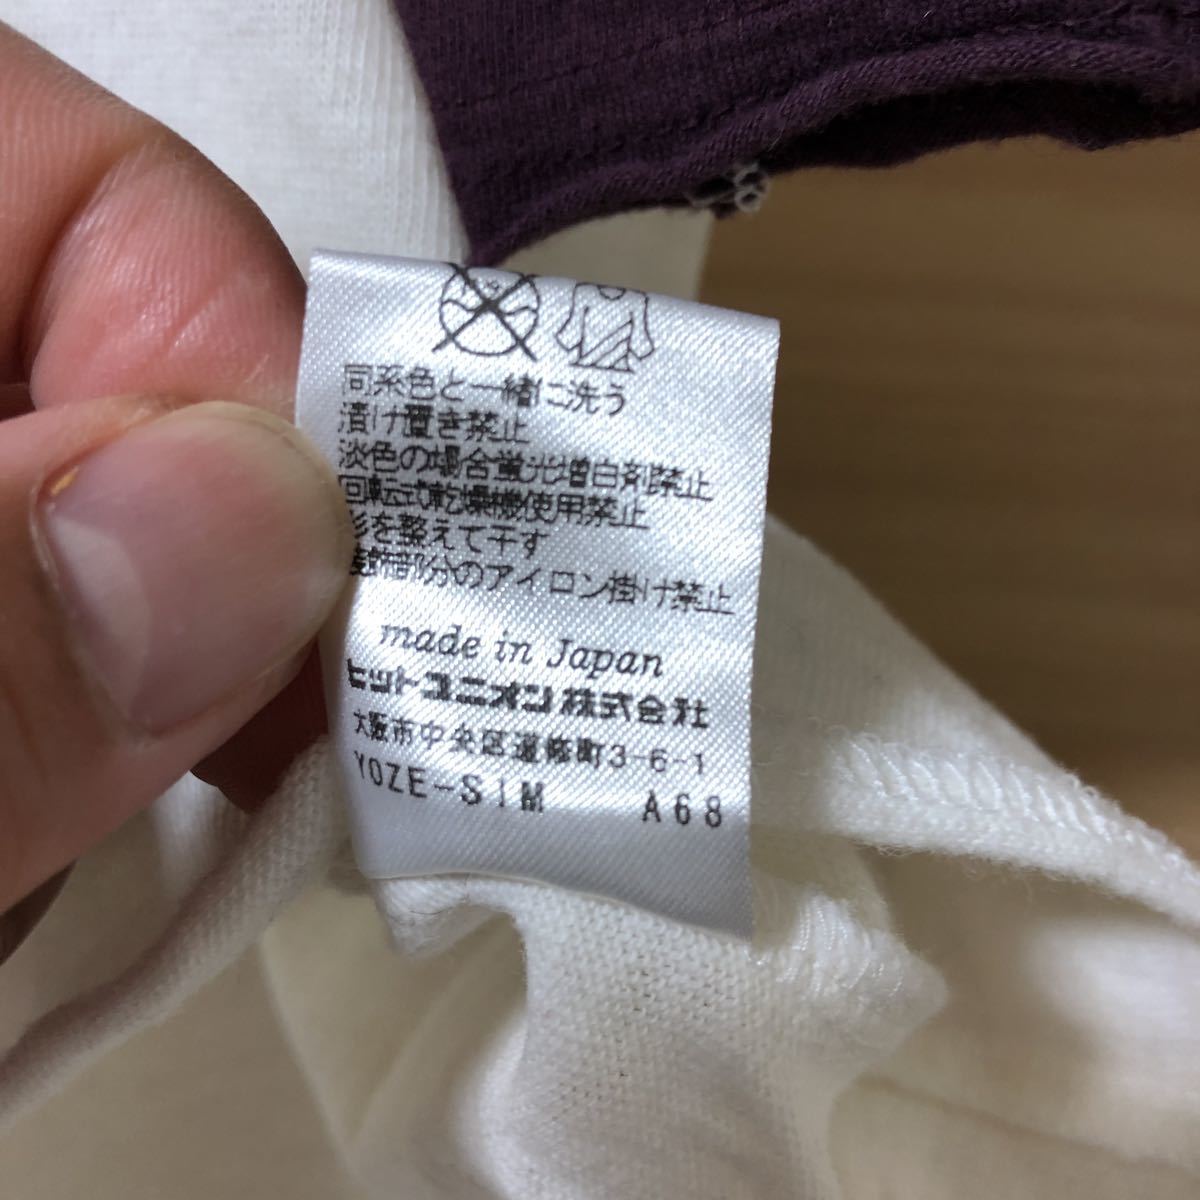 同系色と一緒に洗う
漬け置き禁止
淡色の場合蛍光増白剤禁止
回転式乾燥機使用禁止
形を整えて干す
装飾部分のアイロン掛け禁止
made in Japan
ヒットユニオン株式会社
大阪市中央区道修町3-6-1
YOZE-SIM A68